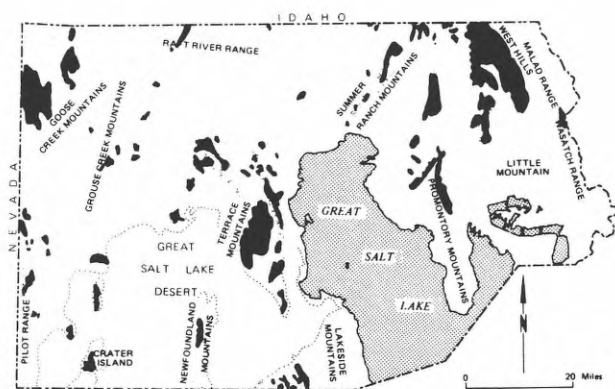 IDAHO
NEVADA
RAFT RIVER RANGE
GOOSE
CREEK MOUNTAINS
GROUSE CREEK MOUNTAINS
SUMMER
RANCH MOUNTAINS
WEST HILLS
MALAD RANGE
WASATCH RANGE
LITTLE
MOUNTAIN
PROMONTORY MOUNTAINS
GREAT
SALT
LAKE
TERRACE
MOUNTAINS
GREAT
SALT LAKE
DESERT
PILOT RANGE
CRATER
ISLAND
NEWFOUNDLAND
MOUNTAINS
LAKESIDE
MOUNTAINS
N
0 20 Miles